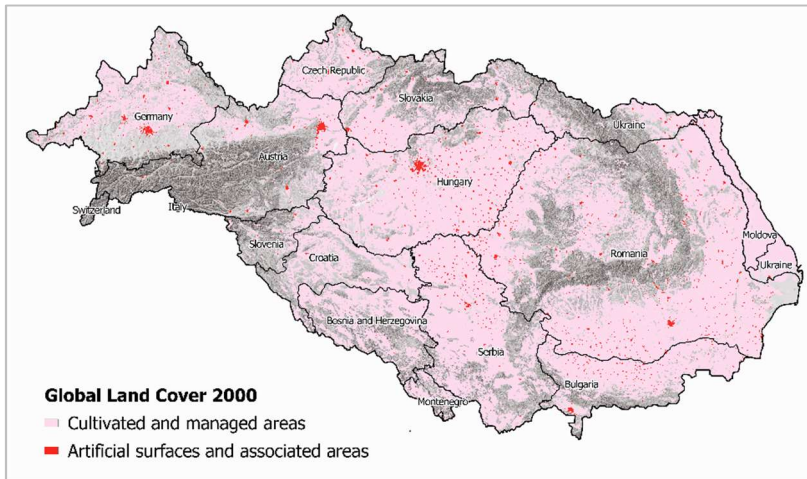 Czech Republic
Slovakia
Germany
Ukraine
Austria
Hungary
Switzerland
Italy
Slovenia
Croatia
Romania
Moldova
Ukraine
Bosnia and Herzegovina
Serbia
Bulgaria
Montenegro
Global Land Cover 2000
Cultivated and managed areas
Artificial surfaces and associated areas